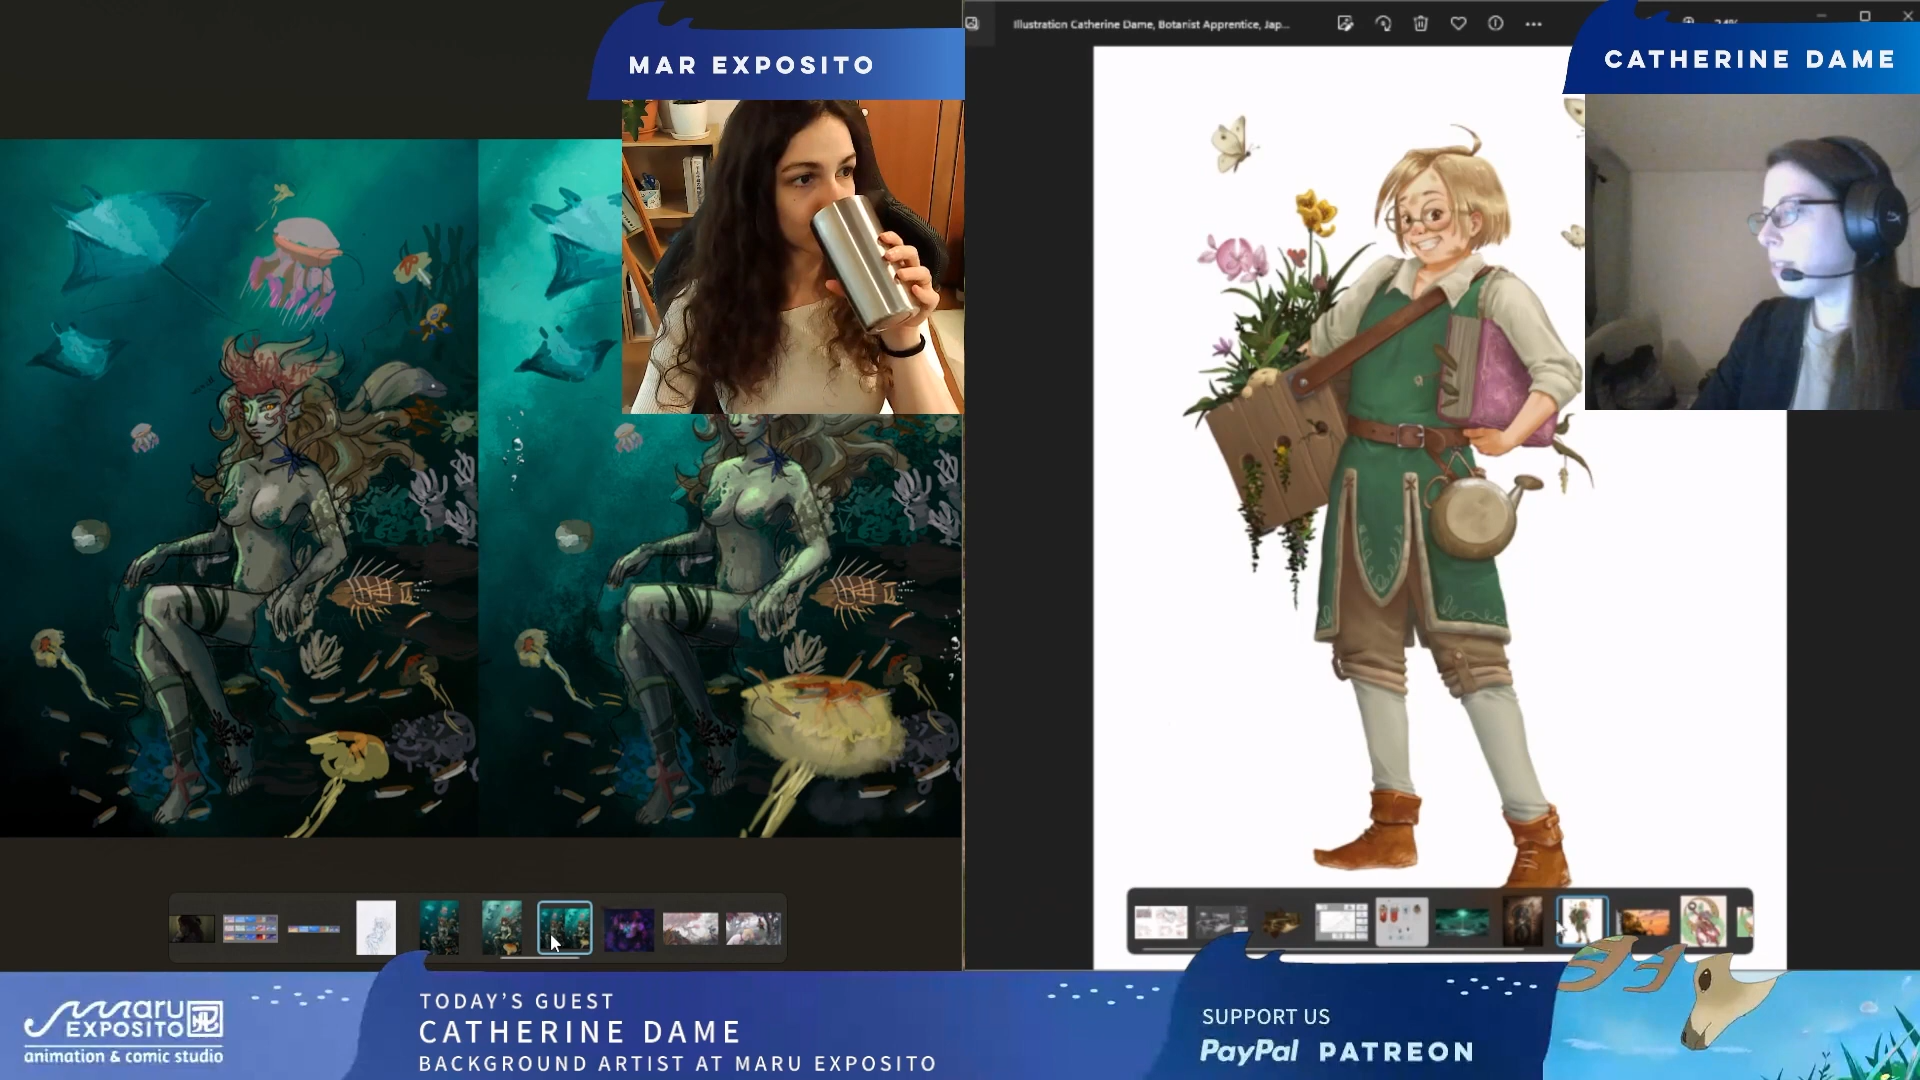 MAR EXPOSITO
Illustration Catherine Dame, Botanist Apprentice, Jap...
CATHERINE DAME
maru
EXPOSITO
animation & comic studio
TODAY'S GUEST
CATHERINE DAME
BACKGROUND ARTIST AT MARU EXPOSITO
SUPPORT US
PayPal PATREON